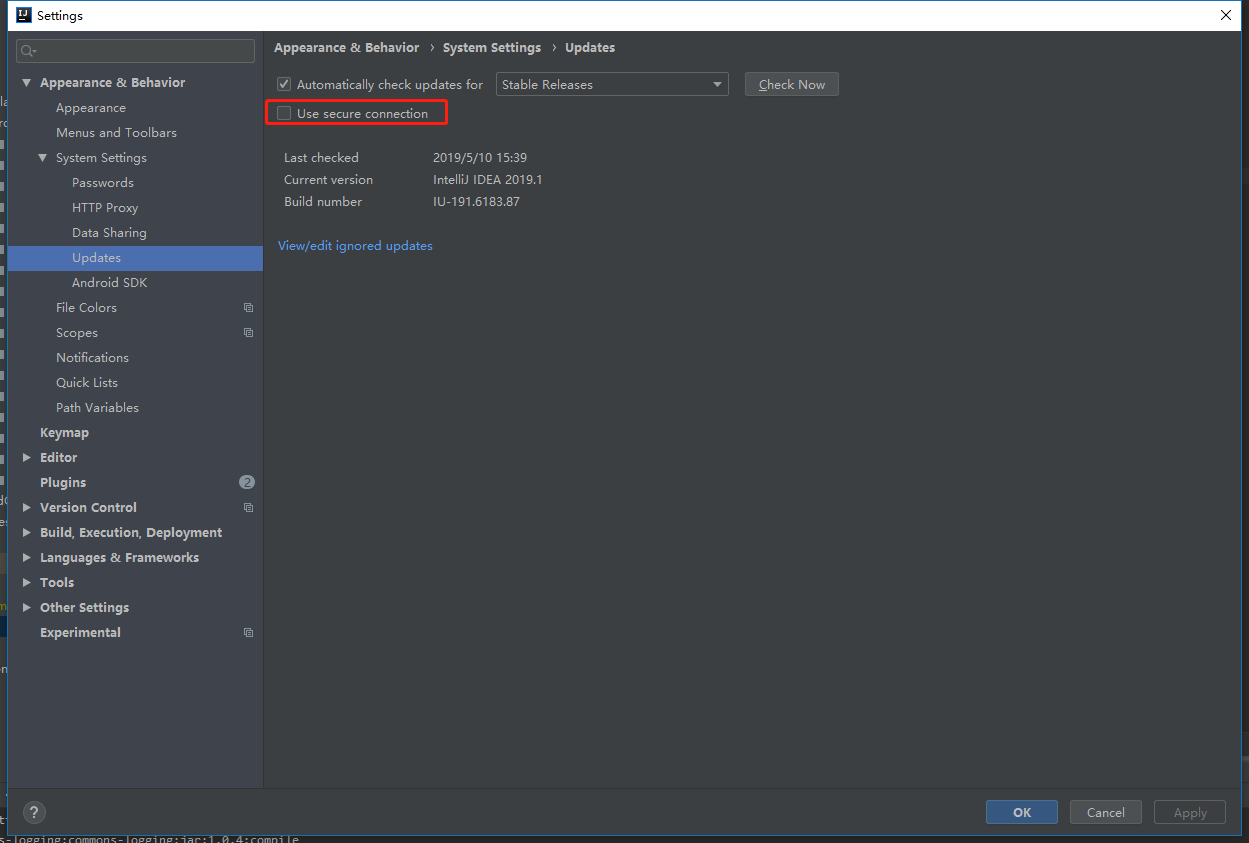 Settings
Appearance & Behavior › System Settings › Updates
Automatically check updates for Stable Releases Check Now
Use secure connection
Last checked 2019/5/10 15:39
Current version IntelliJ IDEA 2019.1
Build number IU-191.6183.87
View/edit ignored updates
Appearance & Behavior
Appearance
Menus and Toolbars
System Settings
Passwords
HTTP Proxy
Data Sharing
Updates
Android SDK
File Colors
Scopes
Notifications
Quick Lists
Path Variables
Keymap
Editor
Plugins 2
Version Control
Build, Execution, Deployment
Languages & Frameworks
Tools
Other Settings
Experimental
?
OK Cancel Apply
s-logging:commons-logging:jar:1.0.4:compile